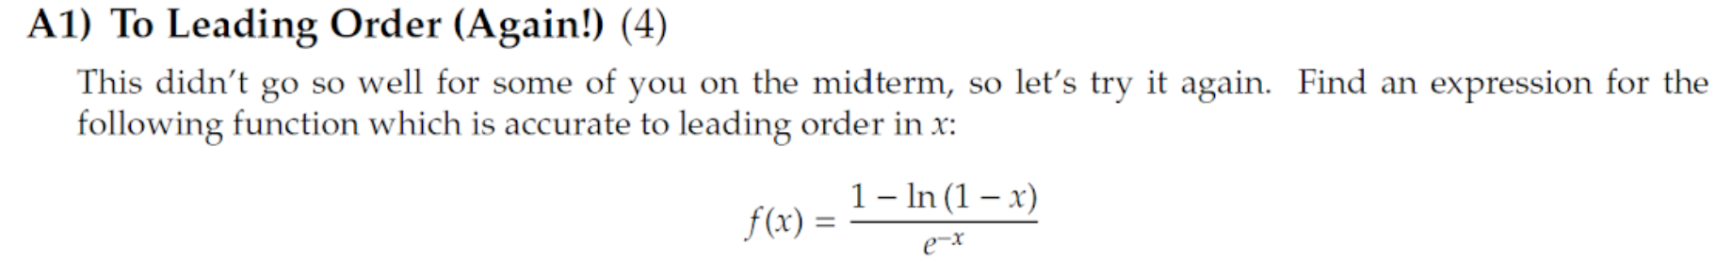 A1) To Leading Order (Again!) (4)
This didn't go so well for some of you on the midterm, so let's try it again. Find an expression for the
following function which is accurate to leading order in x:
f(x) = \frac{1 − ln (1 − x)}{e^{−x}}